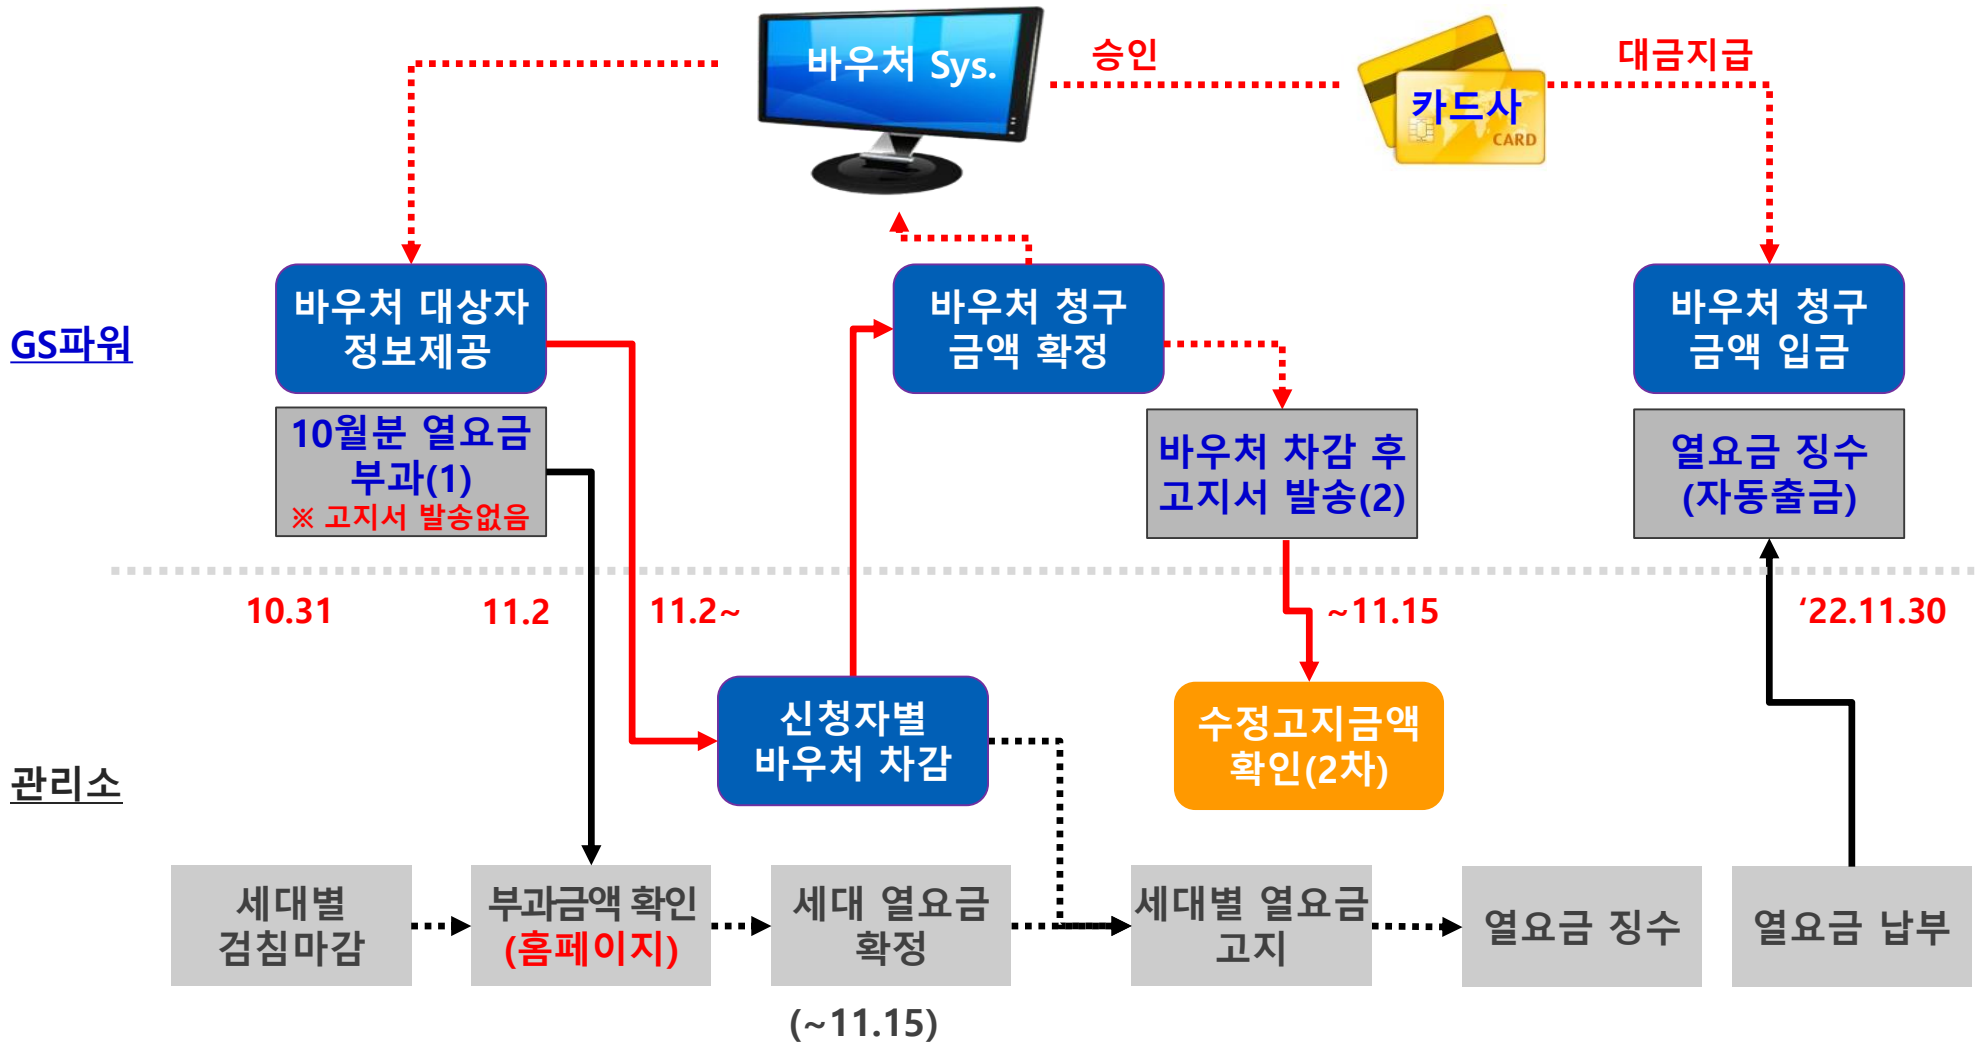 바우처 Sys.
승인
카드사
CARD
대금지급
GS파워
바우처 대상자
정보제공
바우처 청구
금액 확정
바우처 청구
금액 입금
10월분 열요금
부과(1)
※ 고지서 발송없음
바우처 차감 후
고지서 발송(2)
열요금 징수
(자동출금)
10.31
11.2
11.2~
~11.15
‘22.11.30
관리소
신청자별
바우처 차감
수정고지금액
확인(2차)
세대별
검침마감
부과금액 확인
(홈페이지)
세대 열요금
확정
세대별 열요금
고지
열요금 징수
열요금 납부
(~11.15)